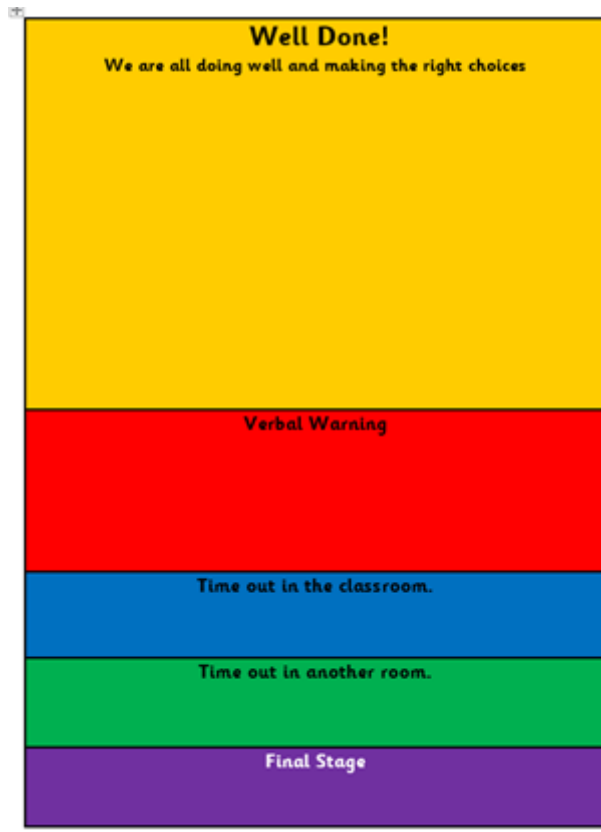 Well Done!
We are all doing well and making the right choices
Verbal Warning
Time out in the classroom.
Time out in another room.
Final Stage